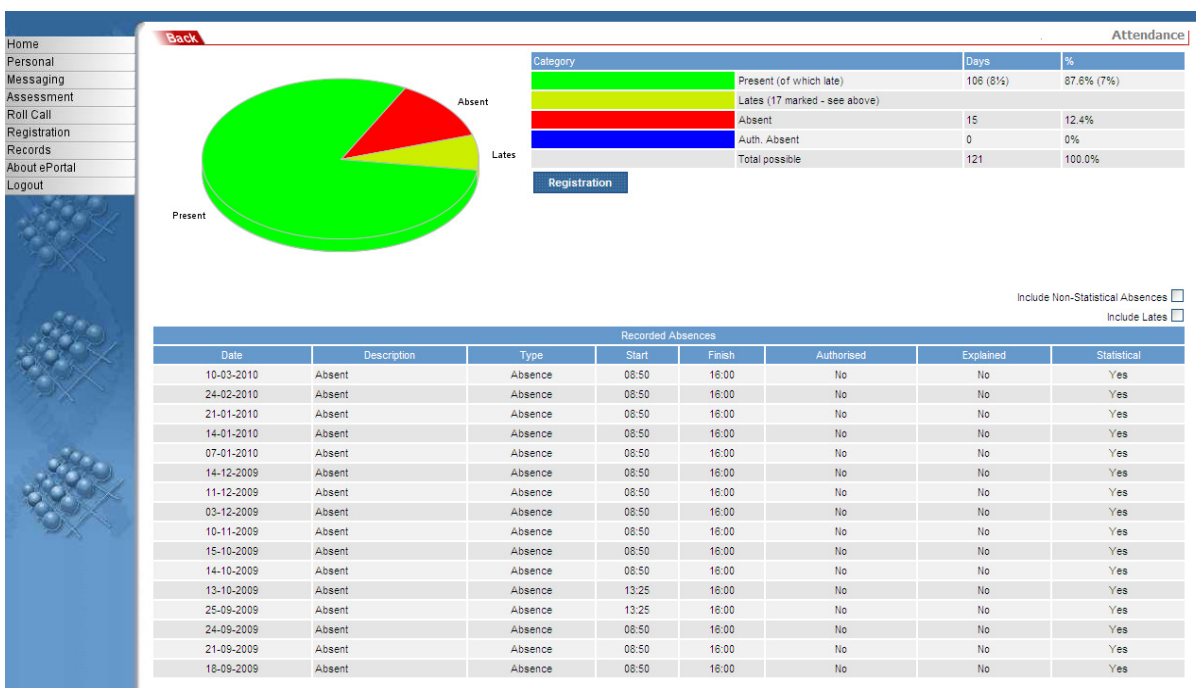 Back
Attendance
Home
Personal
Messaging
Assessment
Roll Call
Registration
Records
About ePortal
Logout
Absent
Lates
Present
Category Days %
Present (of which late) 106 (8½) 87.6% (7%)
Lates (17 marked - see above)
Absent 15 12.4%
Auth. Absent 0 0%
Total possible 121 100.0%
Registration
Include Non-Statistical Absences
Include Lates
Recorded Absences
Date Description Type Start Finish Authorised Explained Statistical
10-03-2010 Absent Absence 08:50 16:00 No No Yes
24-02-2010 Absent Absence 08:50 16:00 No No Yes
21-01-2010 Absent Absence 08:50 16:00 No No Yes
14-01-2010 Absent Absence 08:50 16:00 No No Yes
07-01-2010 Absent Absence 08:50 16:00 No No Yes
14-12-2009 Absent Absence 08:50 16:00 No No Yes
11-12-2009 Absent Absence 08:50 16:00 No No Yes
03-12-2009 Absent Absence 08:50 16:00 No No Yes
10-11-2009 Absent Absence 08:50 16:00 No No Yes
15-10-2009 Absent Absence 08:50 16:00 No No Yes
14-10-2009 Absent Absence 08:50 16:00 No No Yes
13-10-2009 Absent Absence 13:25 16:00 No No Yes
25-09-2009 Absent Absence 13:25 16:00 No No Yes
24-09-2009 Absent Absence 08:50 16:00 No No Yes
21-09-2009 Absent Absence 08:50 16:00 No No Yes
18-09-2009 Absent Absence 08:50 16:00 No No Yes